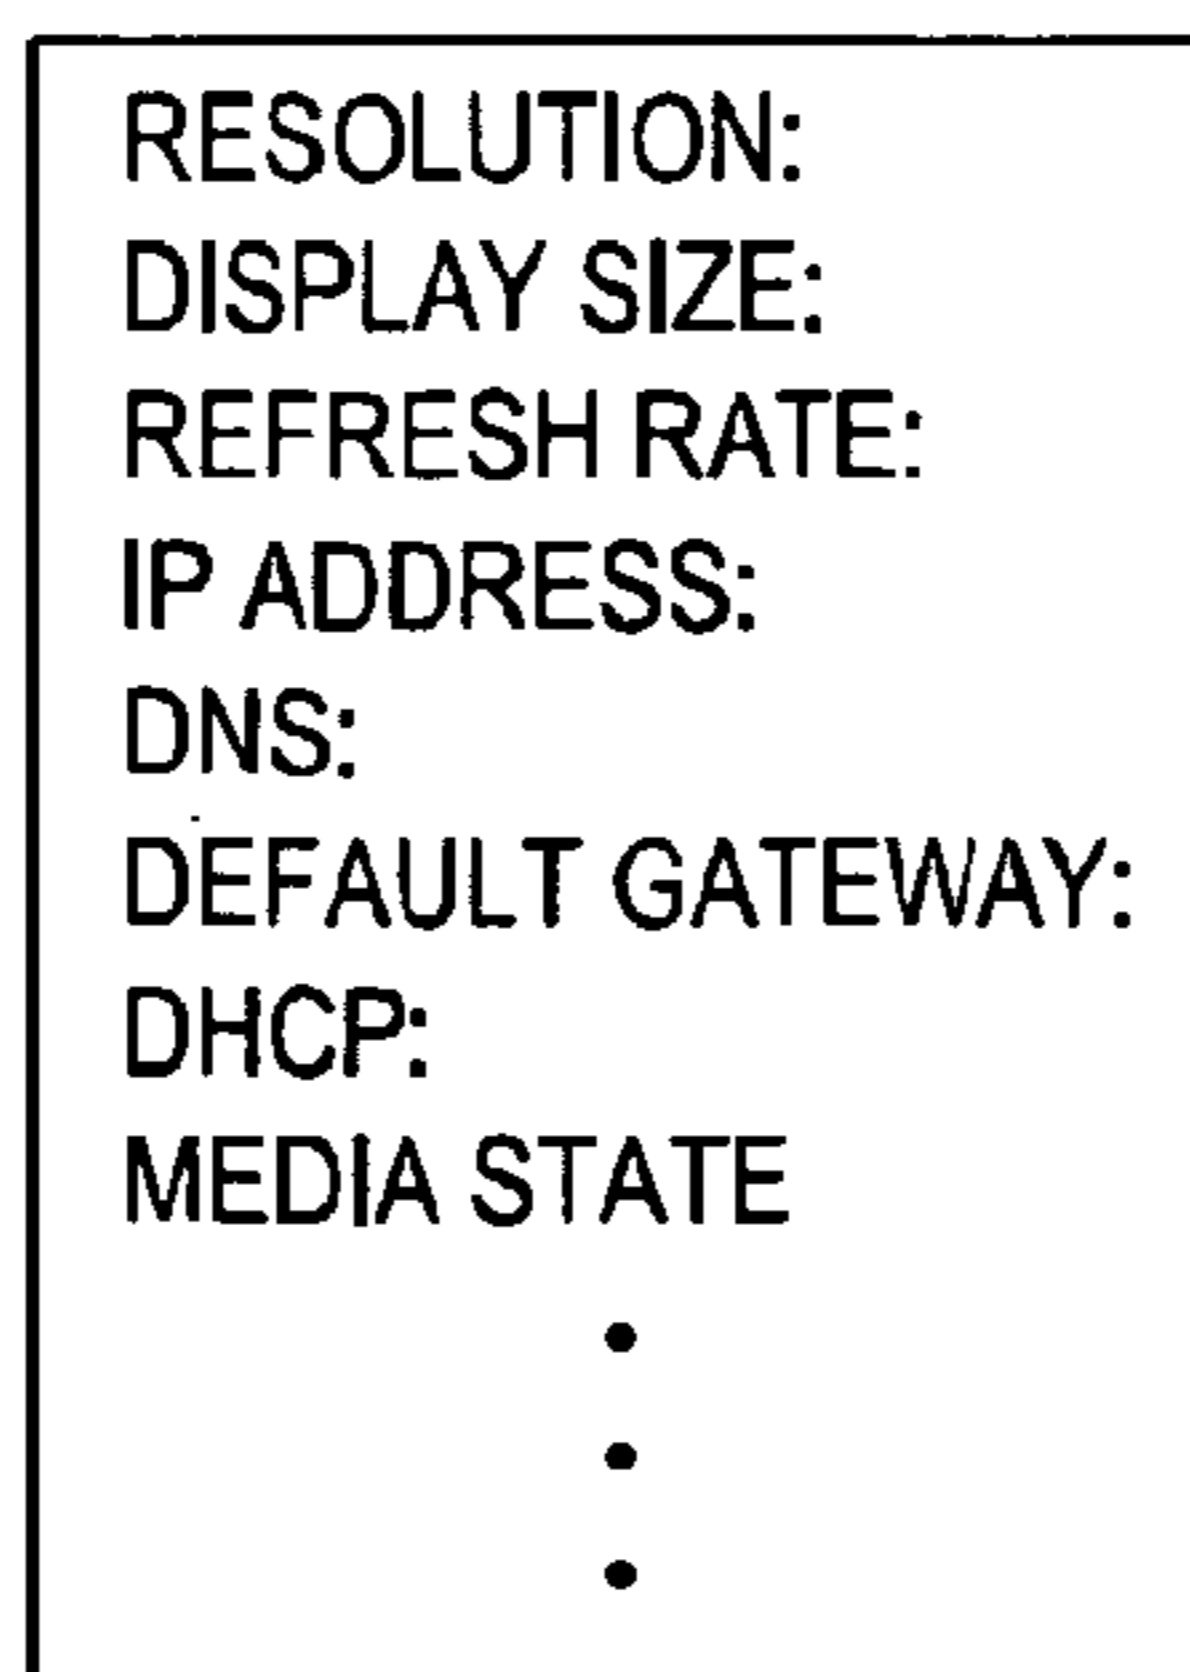 RESOLUTION:
DISPLAY SIZE:
REFRESH RATE:
IP ADDRESS:
DNS:
DEFAULT GATEWAY:
DHCP:
MEDIA STATE
•
•
•